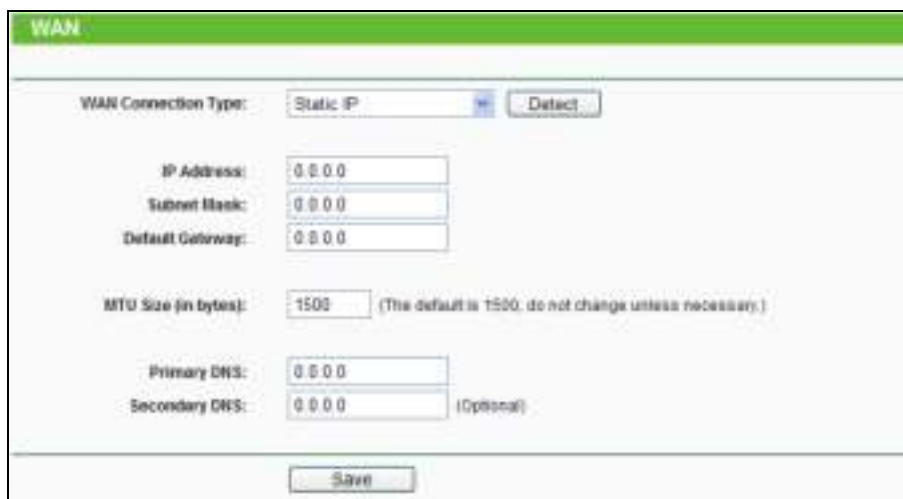 WAN
WAN Connection Type: Static IP Detect
IP Address: 0.0.0.0
Subnet Mask: 0.0.0.0
Default Gateway: 0.0.0.0
MTU Size (in bytes): 1500 (The default is 1500, do not change unless necessary.)
Primary DNS: 0.0.0.0
Secondary DNS: 0.0.0.0 (Optional)
Save